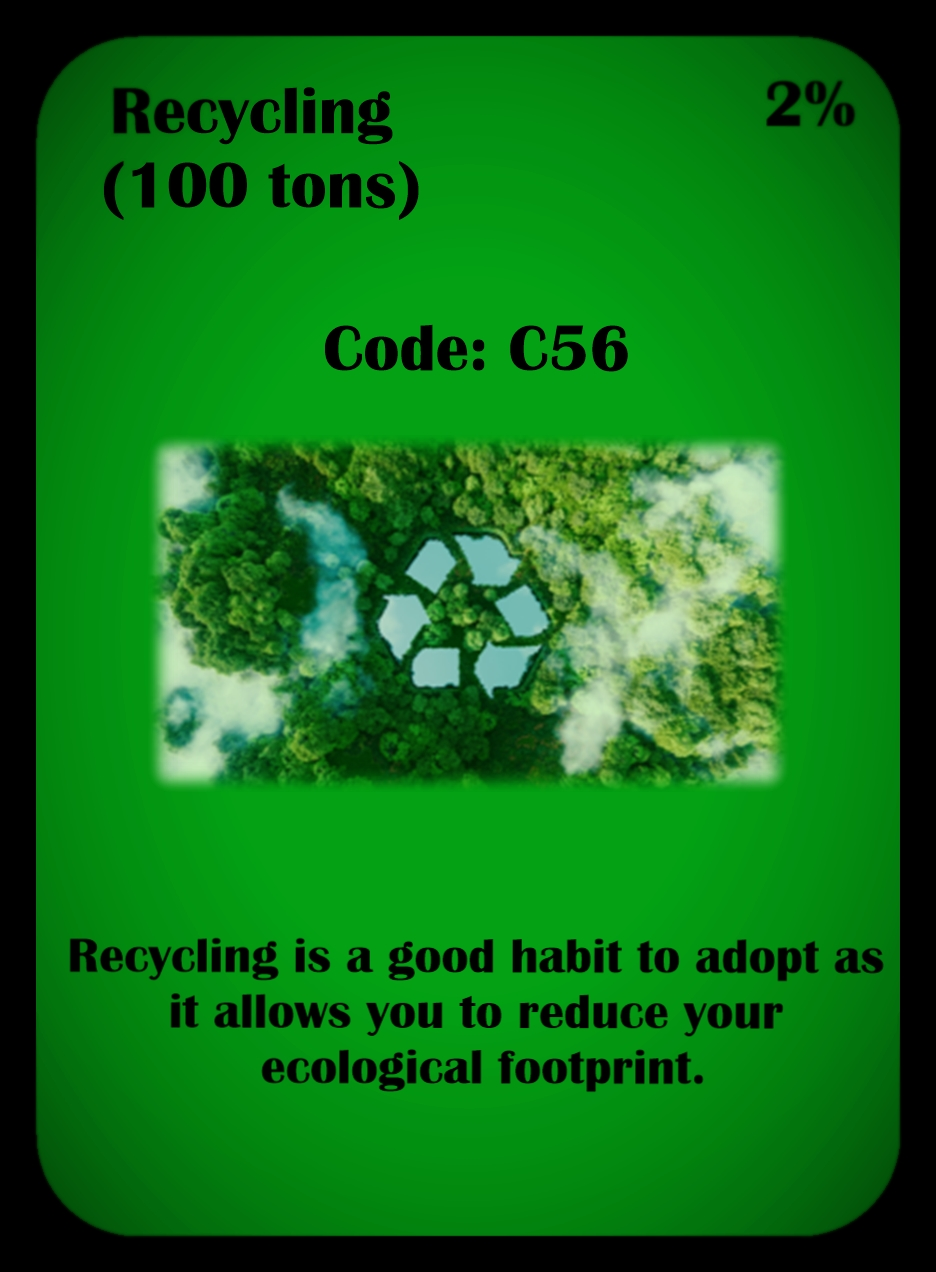 Recycling
(100 tons)
2%
Code: C56
Recycling is a good habit to adopt as
it allows you to reduce your
ecological footprint.